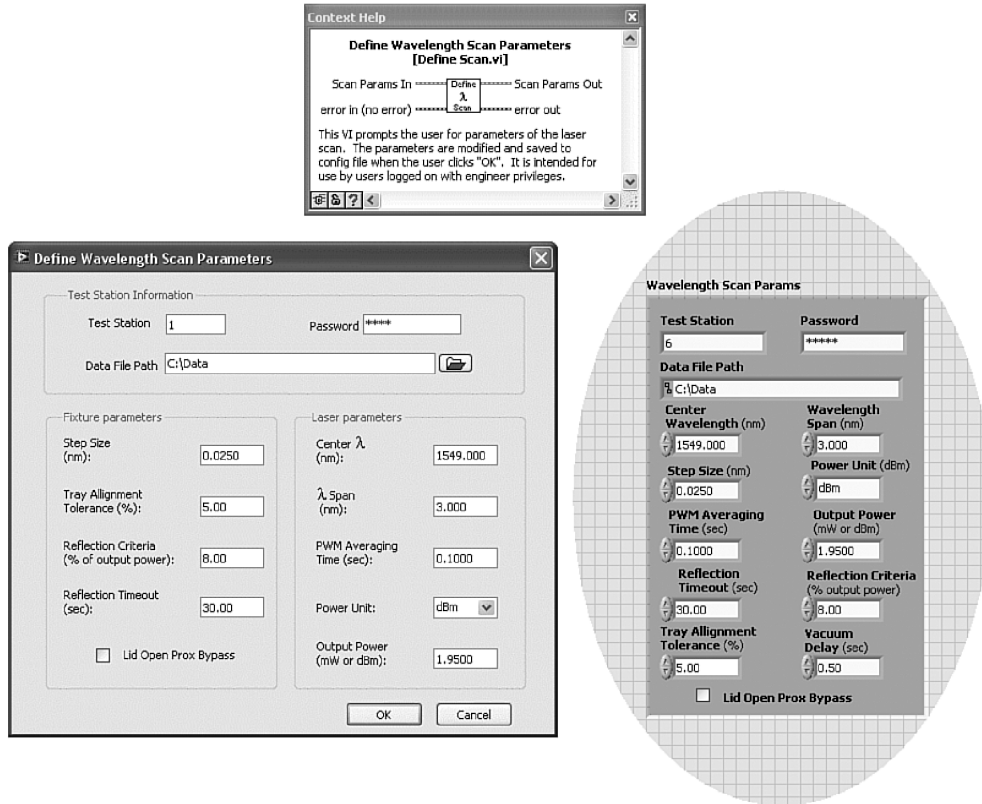 Context Help
Define Wavelength Scan Parameters
[Define Scan.vi]
Scan Params In
Define
Scan Params Out
λ
error in (no error)
Scan
error out
This VI prompts the user for parameters of the laser
scan. The parameters are modified and saved to
config file when the user clicks "OK". It is intended for
use by users logged on with engineer privileges.
?
Define Wavelength Scan Parameters
Test Station Information
Test Station 1
Password ****
Data File Path C:\Data
Fixture parameters
Step Size
(nm): 0.0250
Tray Allignment
Tolerance (%): 5.00
Reflection Criteria
(% of output power): 8.00
Reflection Timeout
(sec): 30.00
Lid Open Prox Bypass
Laser parameters
Center λ
(nm): 1549.000
λ Span
(nm): 3.000
PWM Averaging
Time (sec): 0.1000
Power Unit: dBm
Output Power
(mW or dBm): 1.9500
OK Cancel
Wavelength Scan Params
Test Station Password
6 *****
Data File Path
C:\Data
Center
Wavelength (nm)
1549.000
Wavelength
Span (nm)
3.000
Step Size (nm)
0.0250
Power Unit (dBm)
dBm
PWM Averaging
Time (sec)
0.1000
Output Power
(mW or dBm)
1.9500
Reflection
Timeout (sec)
30.00
Reflection Criteria
(% output power)
8.00
Tray Allignment
Tolerance (%)
5.00
Vacuum
Delay (sec)
0.50
Lid Open Prox Bypass